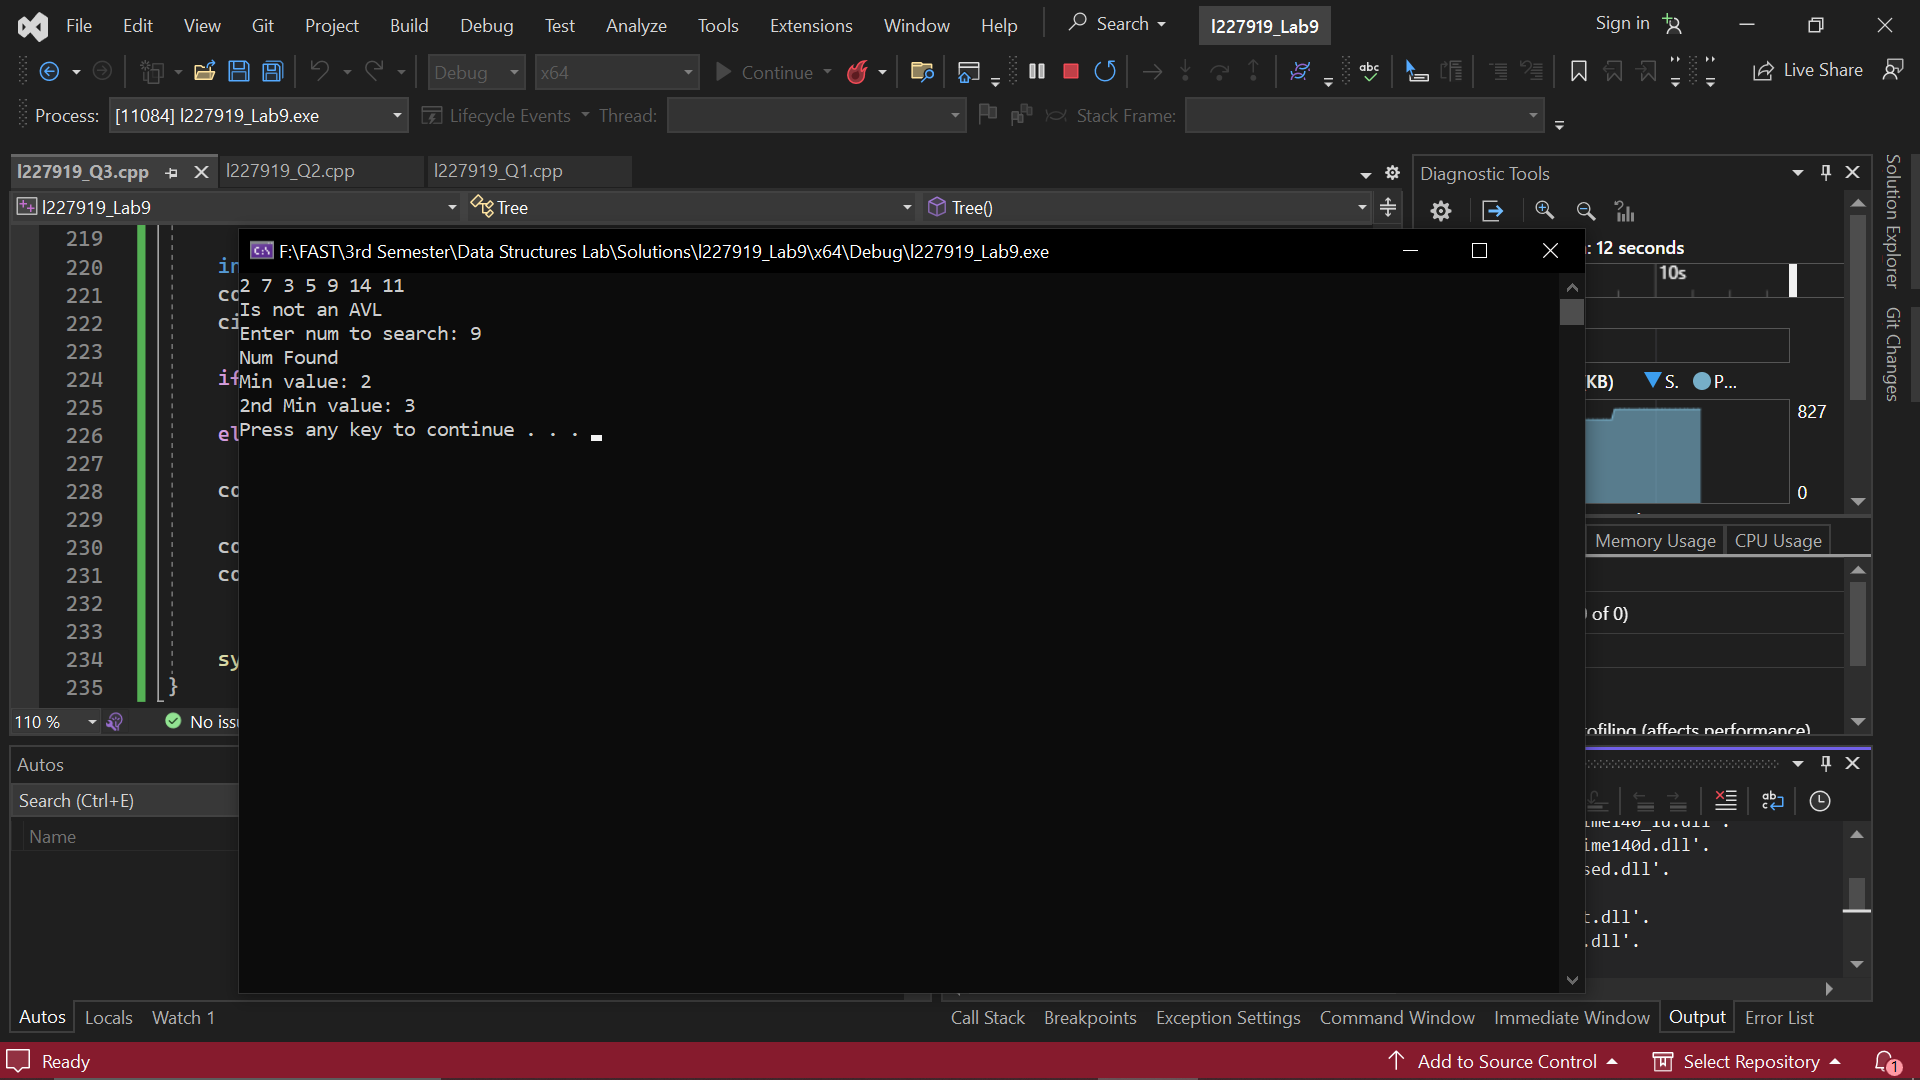 File Edit View Git Project Build Debug Test Analyze Tools Extensions Window Help Search l227919_Lab9 Sign in
Debug x64 Continue Live Share
Process: [11084] l227919_Lab9.exe Lifecycle Events Thread: Stack Frame:
l227919_Q3.cpp l227919_Q2.cpp l227919_Q1.cpp
l227919_Lab9 Tree Tree()
219
220 in
221 co
222 ci
223
224 if
225
226 el
227
228 co
229
230 co
231 co
232
233
234 sy
235 }
110 % No issu
F:\FAST\3rd Semester\Data Structures Lab\Solutions\l227919_Lab9\x64\Debug\l227919_Lab9.exe
2 7 3 5 9 14 11
Is not an AVL
Enter num to search: 9
Num Found
Min value: 2
2nd Min value: 3
Press any key to continue . . .
Diagnostic Tools
: 12 seconds
10s
KB) S. P...
827
0
Memory Usage CPU Usage
of 0)
ofiling (affects performance)
Solution Explorer
Git Changes
Autos
Search (Ctrl+E)
Name
ime140_1d.dll'.
ime140d.dll'.
sed.dll'.
t.dll'.
.dll'.
Autos Locals Watch 1
Call Stack Breakpoints Exception Settings Command Window Immediate Window Output Error List
Ready Add to Source Control Select Repository 1